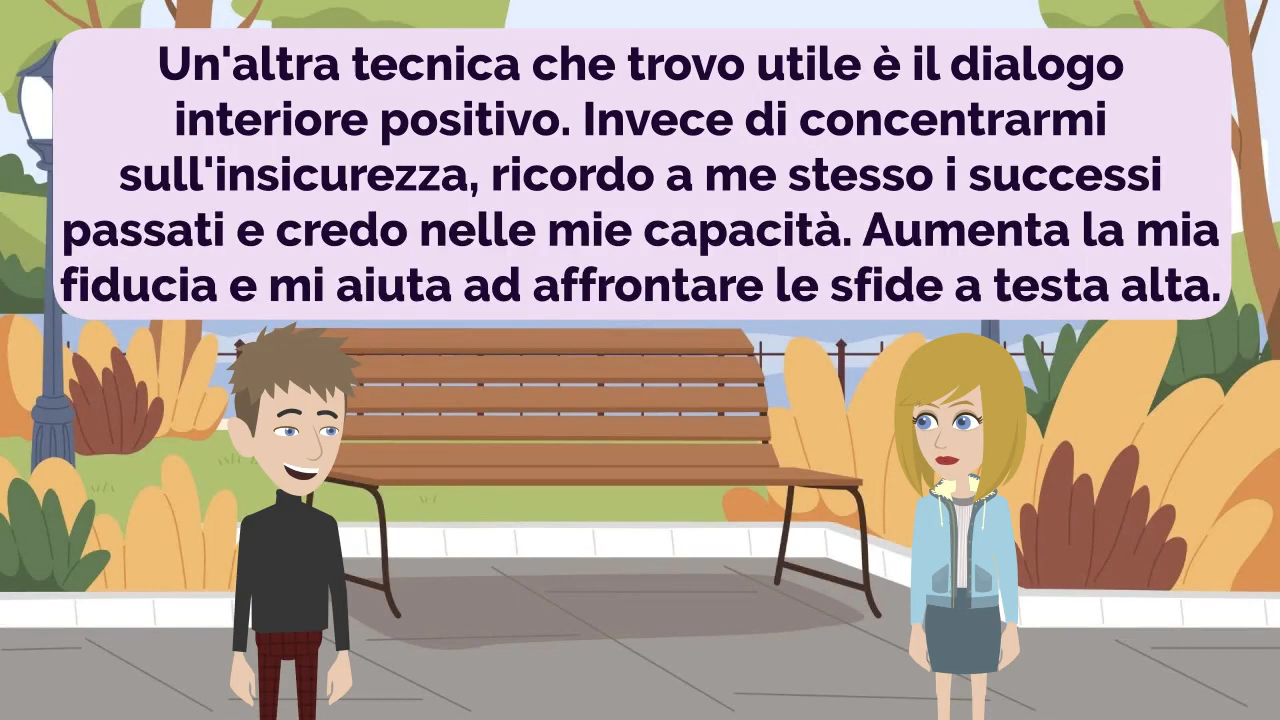 Un'altra tecnica che trovo utile è il dialogo
interiore positivo. Invece di concentrarmi
sull'insicurezza, ricordo a me stesso i successi
passati e credo nelle mie capacità. Aumenta la mia
fiducia e mi aiuta ad affrontare le sfide a testa alta.